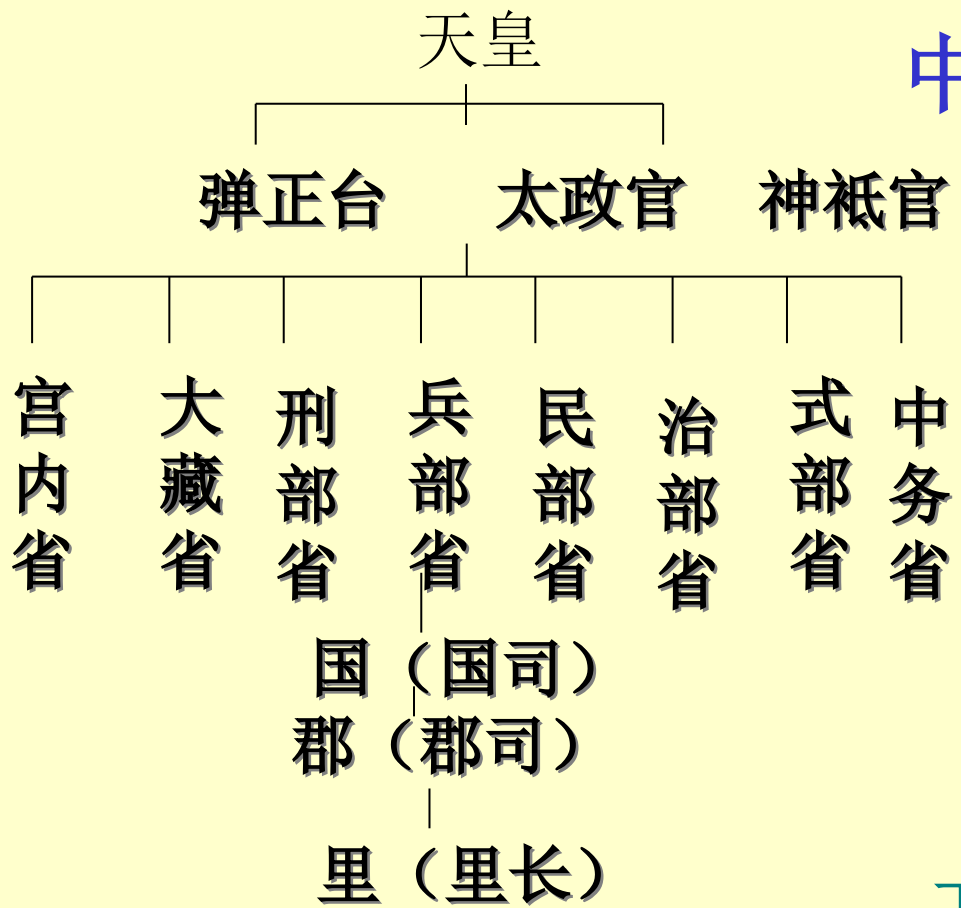 天皇
中
弹正台 太政官 神祇官
宫内省
大藏省
刑部省
兵部省
民部省
治部省
式部省
中务省
国（国司）
郡（郡司）
里（里长）